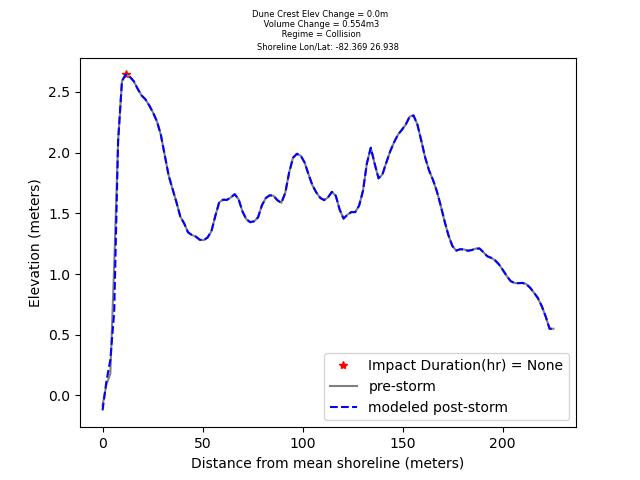 Dune Crest Elev Change = 0.0m
Volume Change = 0.554m3
Regime = Collision
Shoreline Lon/Lat: -82.369 26.938
2.5
2.0
1.5
1.0
0.5
0.0
Elevation (meters)
Impact Duration(hr) = None
pre-storm
modeled post-storm
0 50 100 150 200
Distance from mean shoreline (meters)